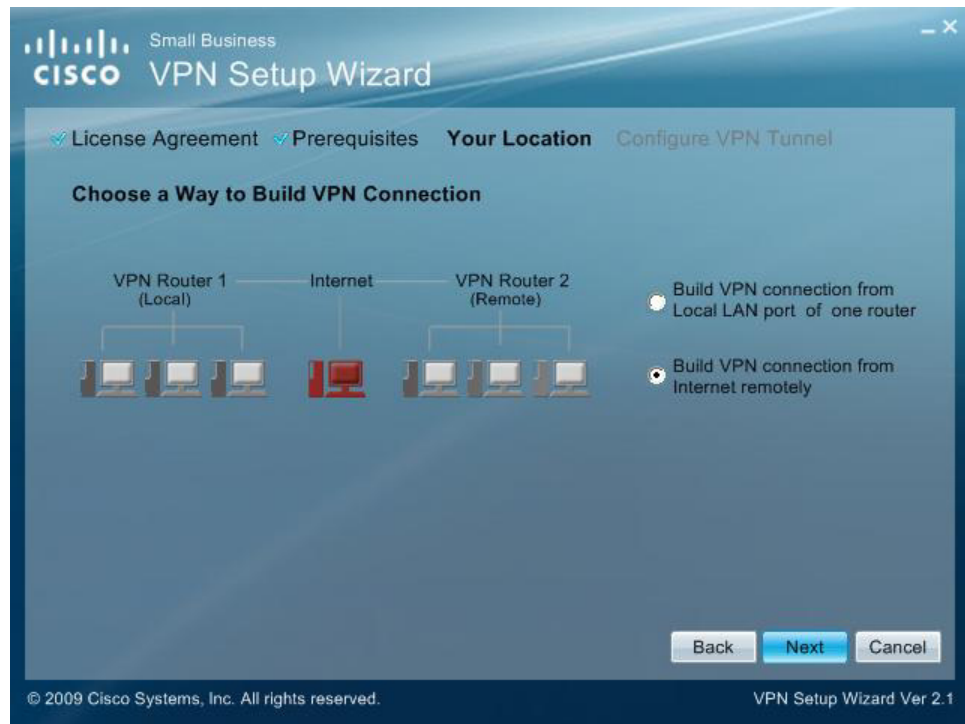 Small Business
CISCO VPN Setup Wizard
License Agreement Prerequisites Your Location Configure VPN Tunnel
Choose a Way to Build VPN Connection
VPN Router 1 Internet VPN Router 2
(Local) (Remote)
Build VPN connection from
Local LAN port of one router
Build VPN connection from
Internet remotely
Back Next Cancel
© 2009 Cisco Systems, Inc. All rights reserved. VPN Setup Wizard Ver 2.1